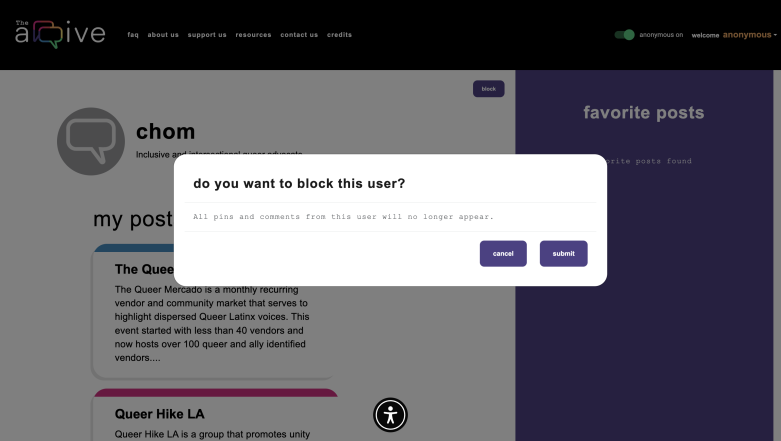 The
faq about us support us resources contact us credits
anonymous on
welcome anonymous
block
favorite posts
favorite posts found
chom
Inclusive and international queer advocate
do you want to block this user?
All pins and comments from this user will no longer appear.
cancel
submit
my post
The Quee
The Queer Mercado is a monthly recurring
vendor and community market that serves to
highlight dispersed Queer Latinx voices. This
event started with less than 40 vendors and
now hosts over 100 queer and ally identified
vendors....
Queer Hike LA
Queer Hike LA is a group that promotes unity